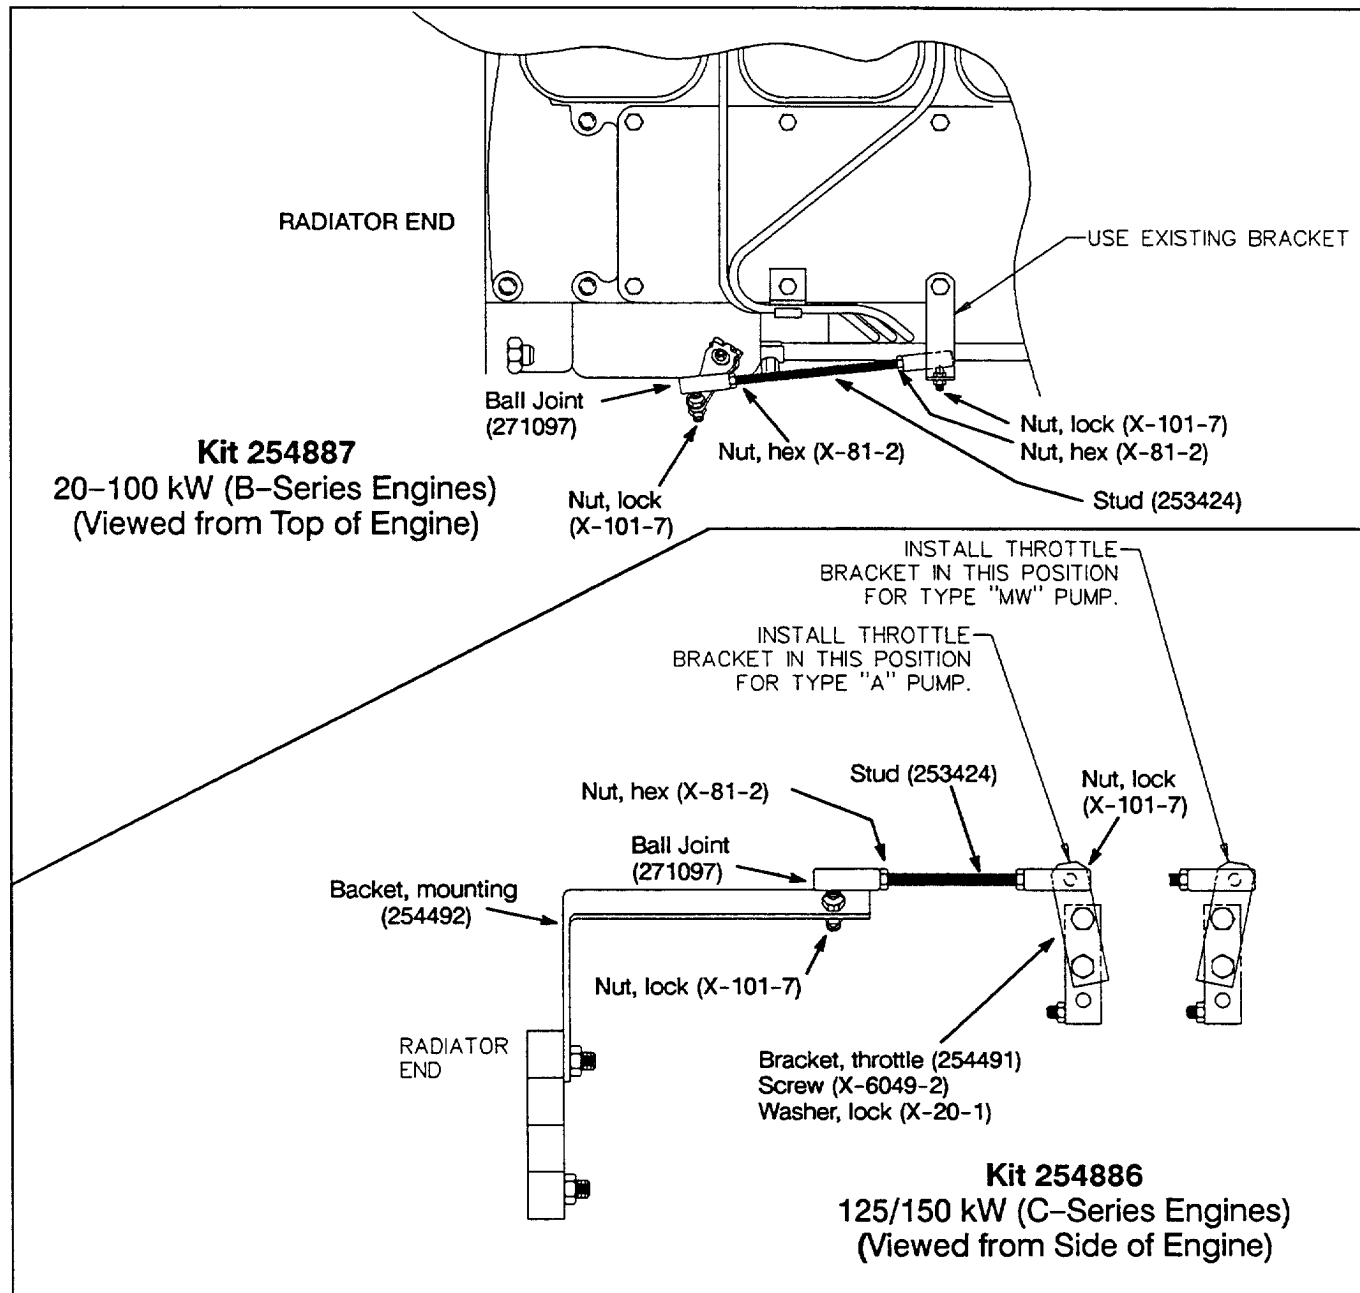 RADIATOR END
USE EXISTING BRACKET
Ball Joint
(271097)
Nut, hex (X-81-2)
Nut, lock (X-101-7)
Nut, hex (X-81-2)
Stud (253424)
Nut, lock
(X-101-7)
Kit 254887
20-100 kW (B-Series Engines)
(Viewed from Top of Engine)
INSTALL THROTTLE
BRACKET IN THIS POSITION
FOR TYPE "MW" PUMP.
INSTALL THROTTLE
BRACKET IN THIS POSITION
FOR TYPE "A" PUMP.
Nut, hex (X-81-2)
Stud (253424)
Nut, lock
(X-101-7)
Ball Joint
(271097)
Backet, mounting
(254492)
Nut, lock (X-101-7)
RADIATOR
END
Bracket, throttle (254491)
Screw (X-6049-2)
Washer, lock (X-20-1)
Kit 254886
125/150 kW (C-Series Engines)
(Viewed from Side of Engine)